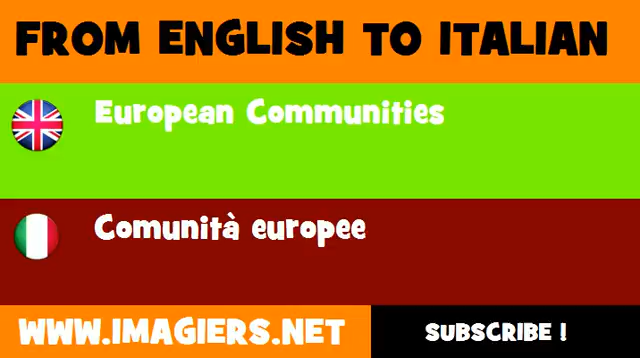 FROM ENGLISH TO ITALIAN
European Communities
Comunità europee
WWW.IMAGIERS.NET
SUBSCRIBE !